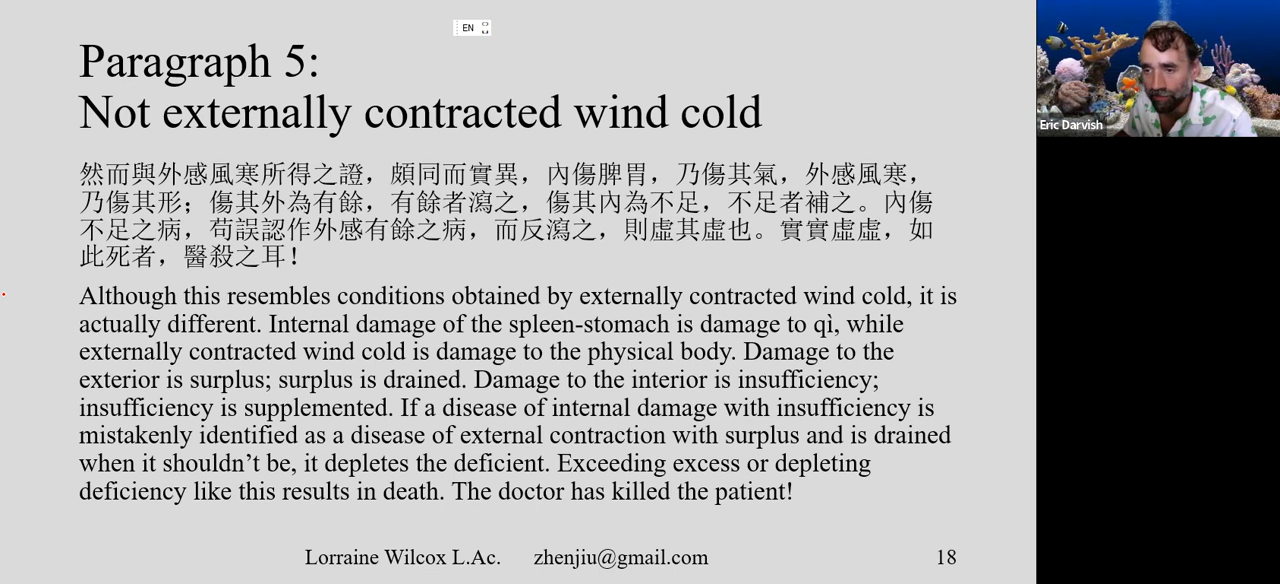 EN
Paragraph 5:
Not externally contracted wind cold
然而與外感風寒所得之證，頗同而實異，內傷脾胃，乃傷其氣，外感風寒，
乃傷其形；傷其外為有餘，有餘者瀉之，傷其內為不足，不足者補之。內傷
不足之病，苟誤認作外感有餘之病，而反瀉之，則虛其虛也。實實虛虛，如
此死者，醫殺之耳！
Although this resembles conditions obtained by externally contracted wind cold, it is
actually different. Internal damage of the spleen-stomach is damage to qì, while
externally contracted wind cold is damage to the physical body. Damage to the
exterior is surplus; surplus is drained. Damage to the interior is insufficiency;
insufficiency is supplemented. If a disease of internal damage with insufficiency is
mistakenly identified as a disease of external contraction with surplus and is drained
when it shouldn’t be, it depletes the deficient. Exceeding excess or depleting
deficiency like this results in death. The doctor has killed the patient!
Lorraine Wilcox L.Ac. zhenjiu@gmail.com 18
Eric Darvish